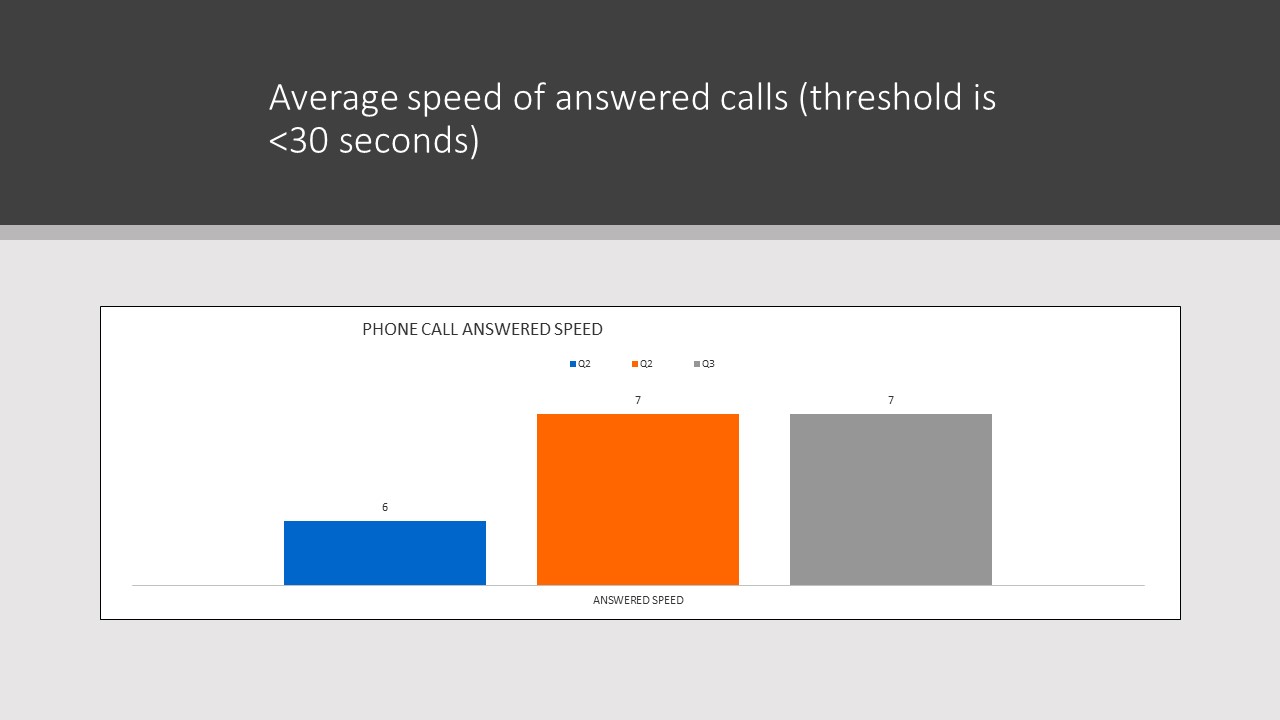 Average speed of answered calls (threshold is
<30 seconds)
PHONE CALL ANSWERED SPEED
Q2 Q2 Q3
6
7
7
ANSWERED SPEED